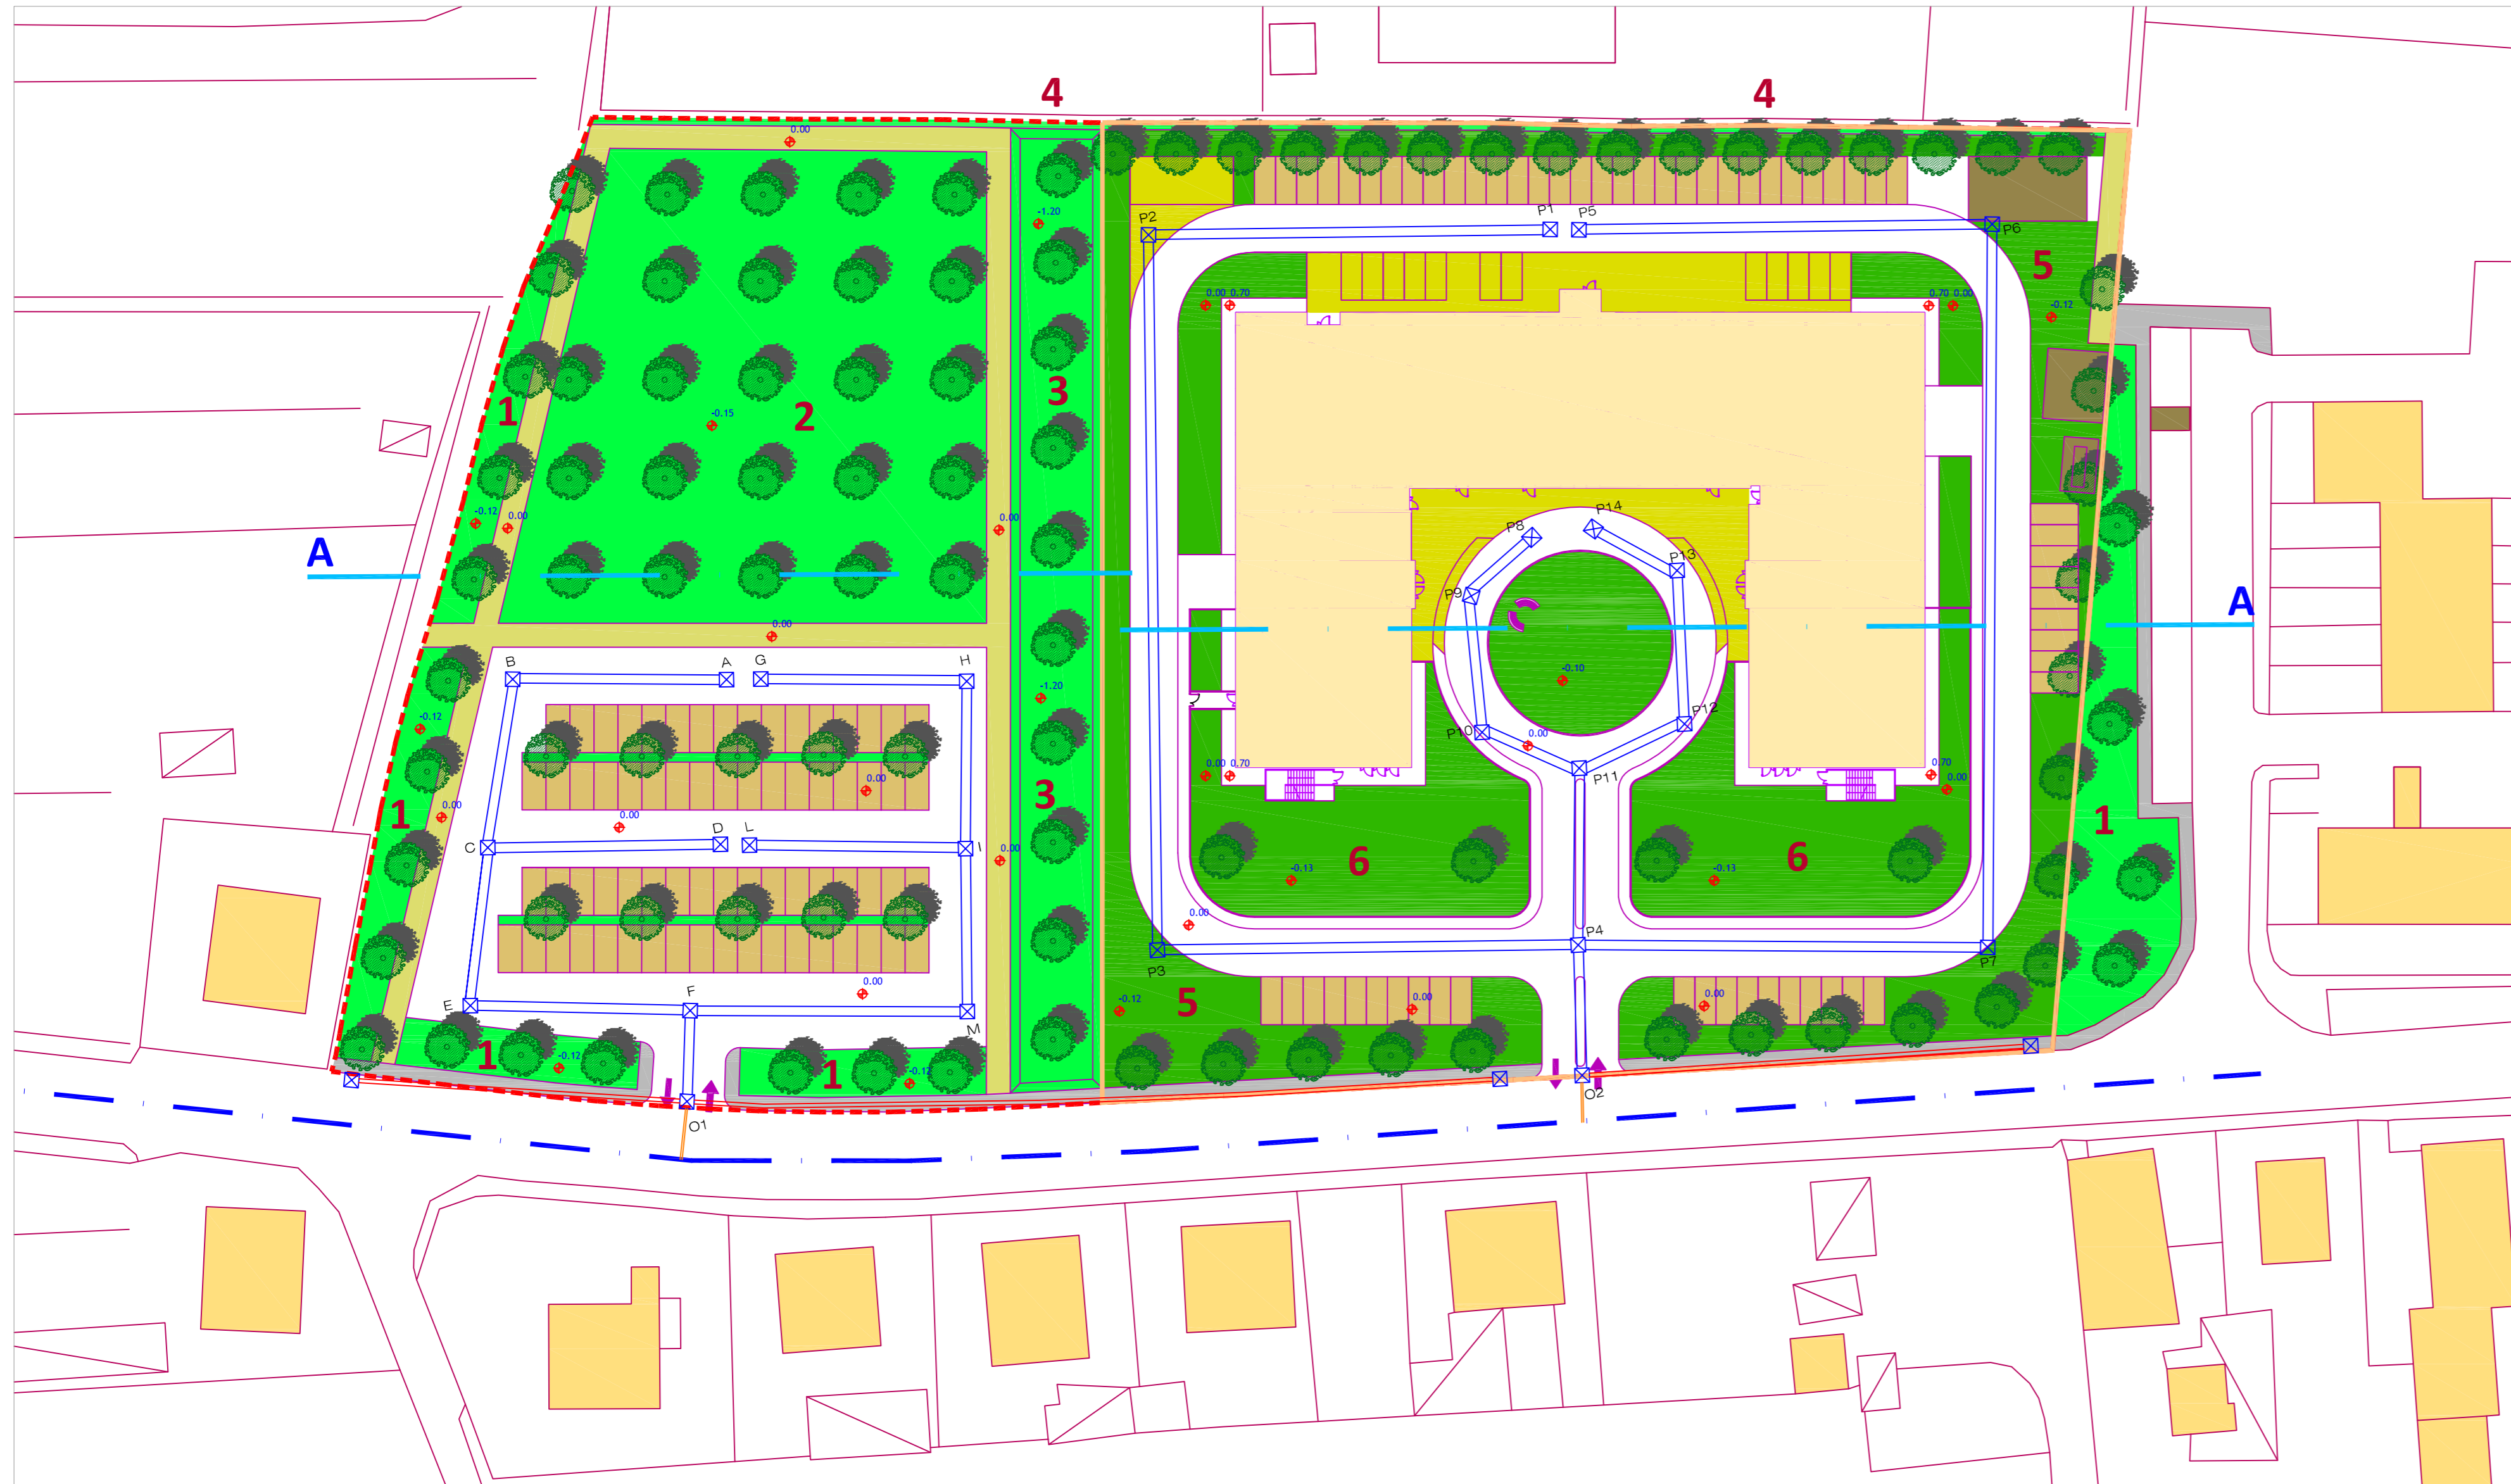 4 4
0.00
P2 P1 P5 P6
-1.20
5
0.00 0.70 0.70 0.00
-0.12
3
1 2
-0.15
-0.12 0.00 0.00
P8 P14
A
P13
P9 A
0.00
B A G H
-0.10
-1.20
-0.12
P10 P12
0.00
P11
0.00 0.00 0.70 0.70 0.00
3
1 0.00 1
0.00
C D L I 0.00
6 6
-0.13 -0.13
0.00
P4
P3 P7
E F 0.00
-0.12 5 0.00 0.00
M
1 -0.12 1 -0.12
O2
O1